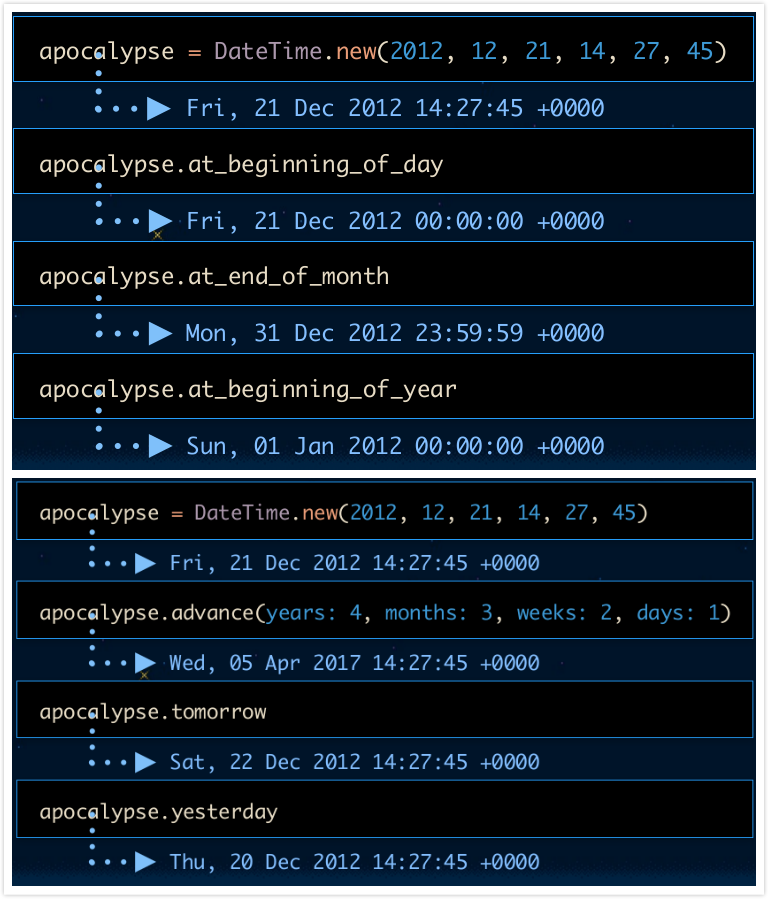 apocalypse = DateTime.new(2012, 12, 21, 14, 27, 45)
Fri, 21 Dec 2012 14:27:45 +0000
apocalypse.at_beginning_of_day
Fri, 21 Dec 2012 00:00:00 +0000
apocalypse.at_end_of_month
Mon, 31 Dec 2012 23:59:59 +0000
apocalypse.at_beginning_of_year
Sun, 01 Jan 2012 00:00:00 +0000
apocalypse = DateTime.new(2012, 12, 21, 14, 27, 45)
Fri, 21 Dec 2012 14:27:45 +0000
apocalypse.advance(years: 4, months: 3, weeks: 2, days: 1)
Wed, 05 Apr 2017 14:27:45 +0000
apocalypse.tomorrow
Sat, 22 Dec 2012 14:27:45 +0000
apocalypse.yesterday
Thu, 20 Dec 2012 14:27:45 +0000